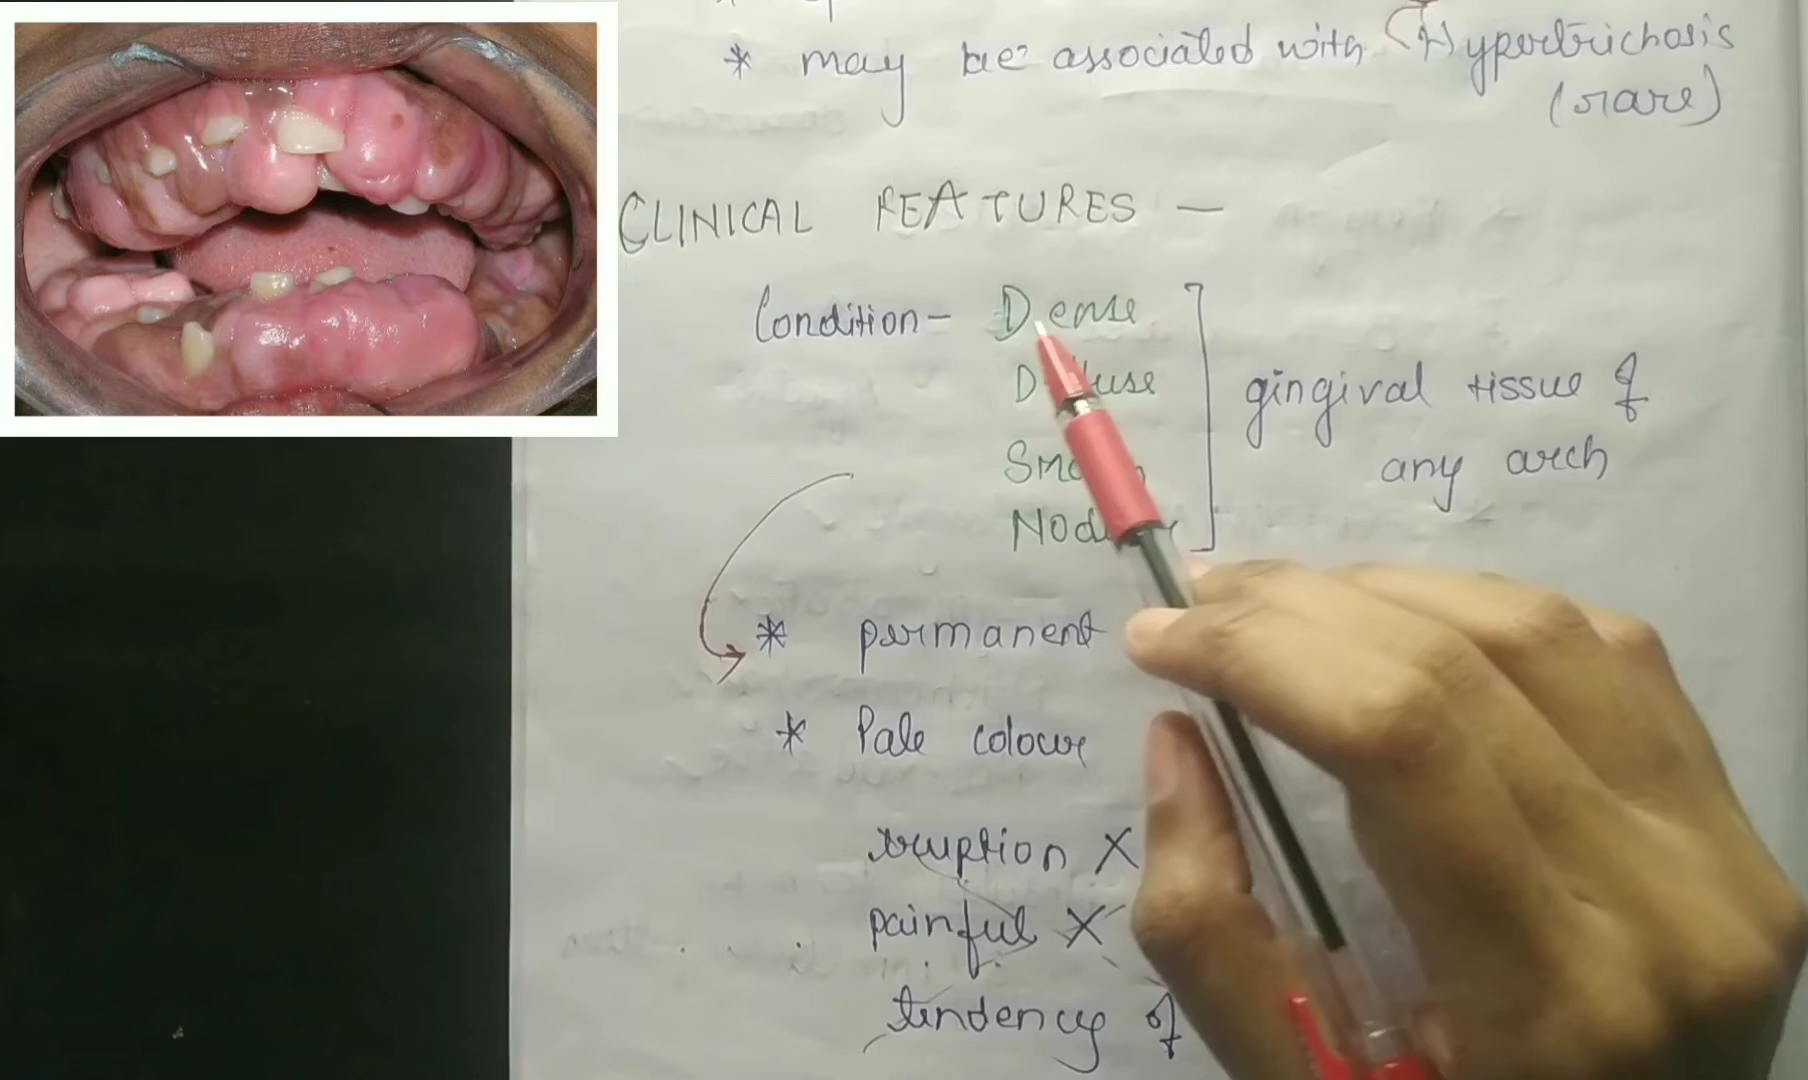 * may be associated with Hypertrichosis
(rare)
CLINICAL FEATURES —
Condition - Dense
gingival tissue of
any arch
* permanent
* Pale colour
eruption X
painful X
tendency of